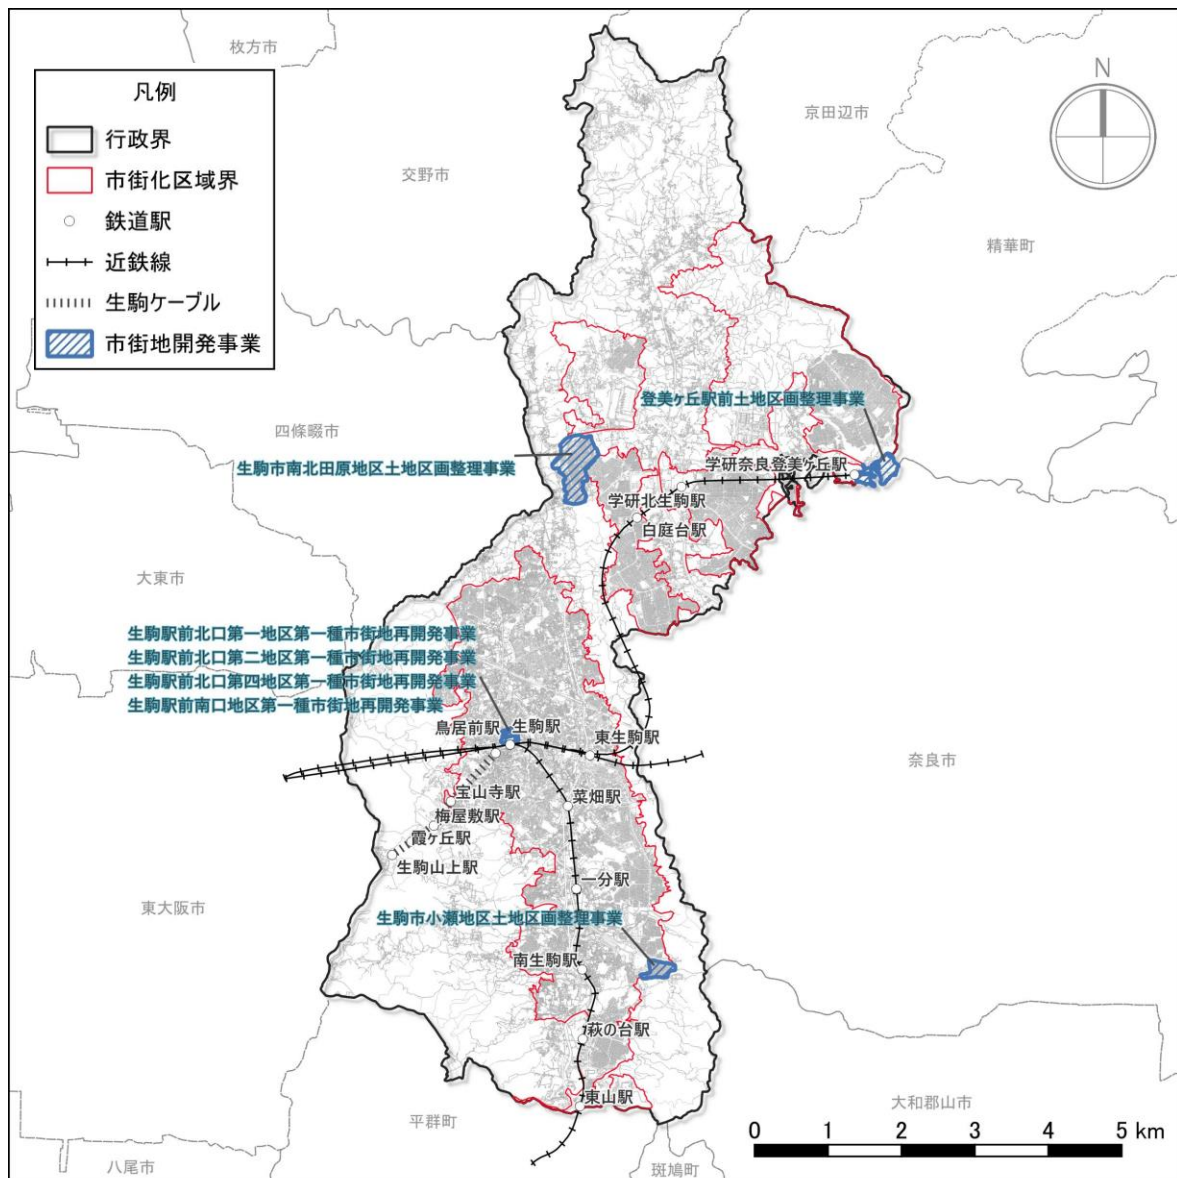 枚方市
凡例
行政界
市街化区域界
鉄道駅
近鉄線
生駒ケーブル
市街地開発事業
N
京田辺市
交野市
精華町
登美ヶ丘駅前土地区画整理事業
四條畷市
生駒市南北田原地区土地区画整理事業
学研奈良登美ヶ丘駅
学研北生駒駅
白庭台駅
大東市
生駒駅前北口第一地区第一種市街地再開発事業
生駒駅前北口第二地区第一種市街地再開発事業
生駒駅前北口第四地区第一種市街地再開発事業
生駒駅前南口地区第一種市街地再開発事業
鳥居前駅
生駒駅
東生駒駅
奈良市
宝山寺駅
菜畑駅
梅屋敷駅
霞ヶ丘駅
生駒山上駅
一分駅
東大阪市
生駒市小瀬地区土地区画整理事業
南生駒駅
萩の台駅
東山駅
大和郡山市
平群町
0 1 2 3 4 5 km
八尾市
斑鳩町